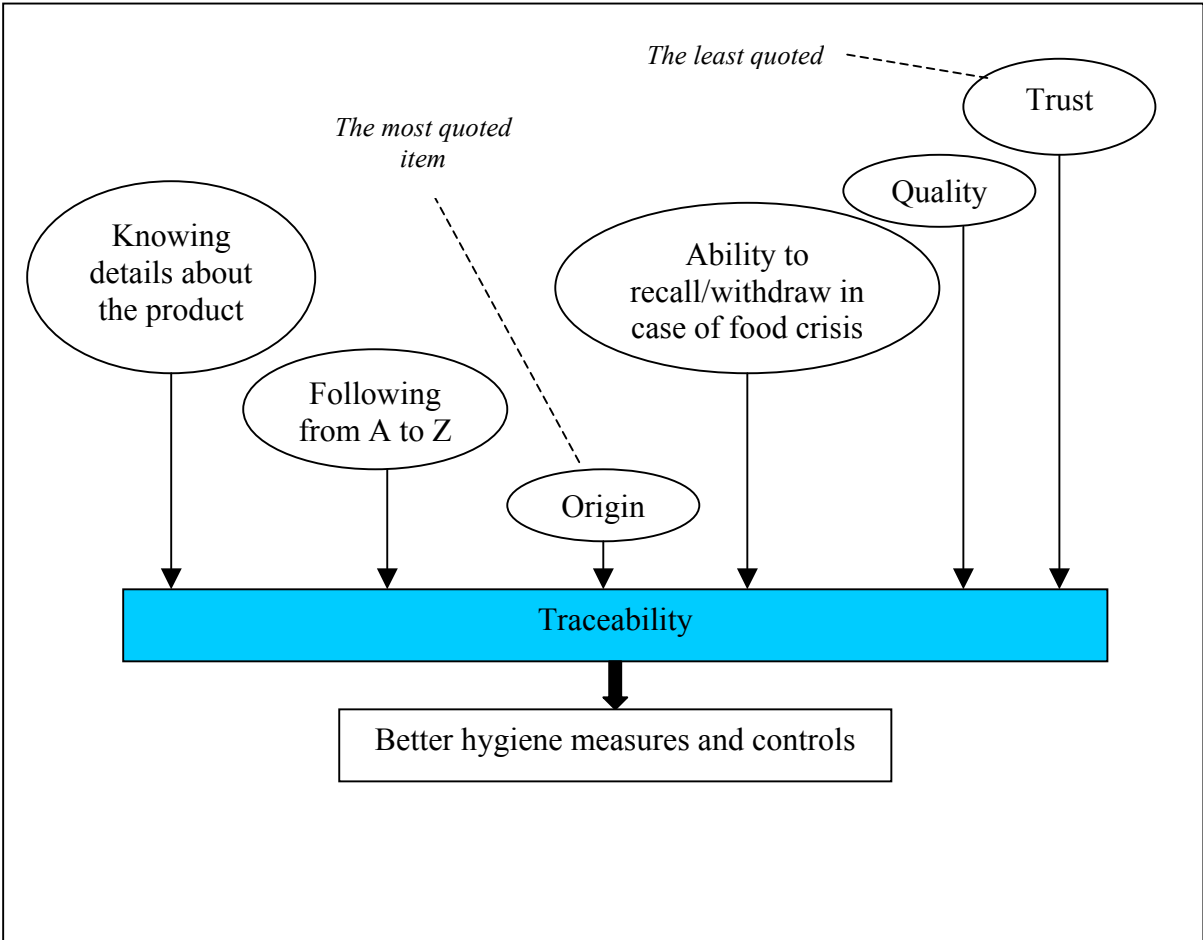 The least quoted
Trust
The most quoted
item
Quality
Knowing
details about
the product
Ability to
recall/withdraw in
case of food crisis
Following
from A to Z
Origin
Traceability
Better hygiene measures and controls